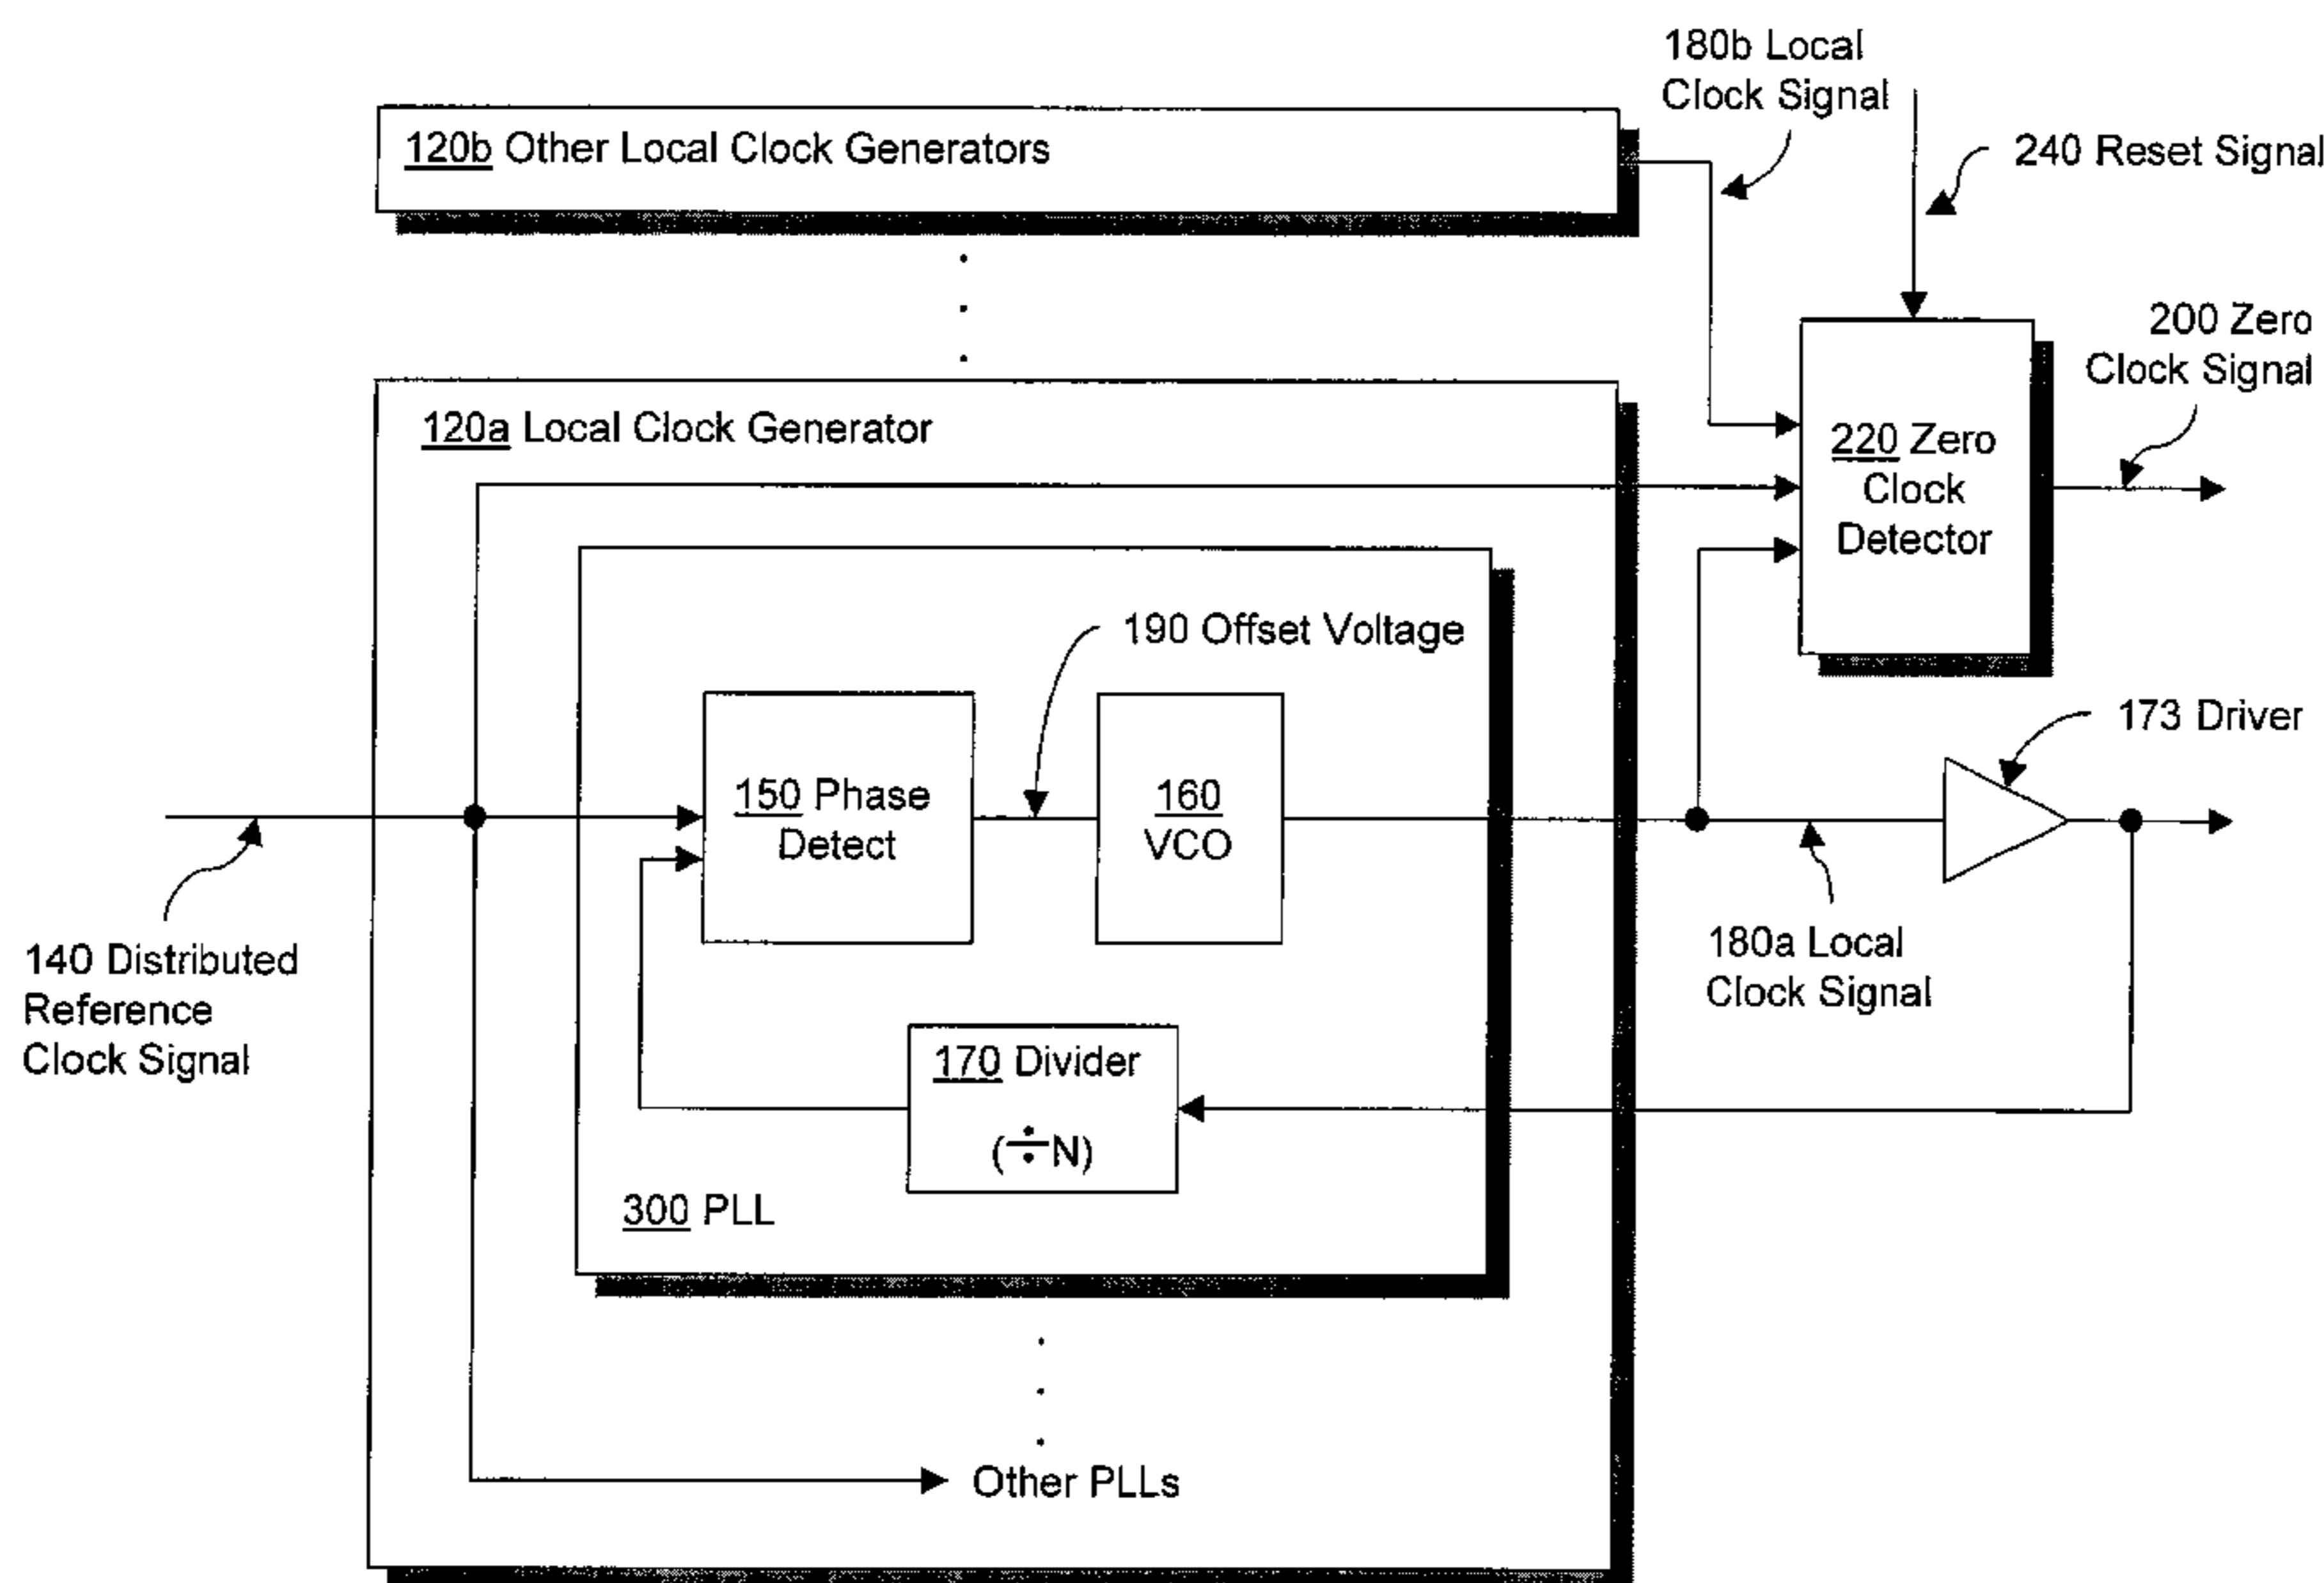 180b Local
Clock Signal
120b Other Local Clock Generators
240 Reset Signal
200 Zero
Clock Signal
120a Local Clock Generator
220 Zero
Clock
Detector
190 Offset Voltage
173 Driver
150 Phase
Detect
160
VCO
140 Distributed
Reference
Clock Signal
180a Local
Clock Signal
170 Divider
(÷N)
300 PLL
Other PLLs